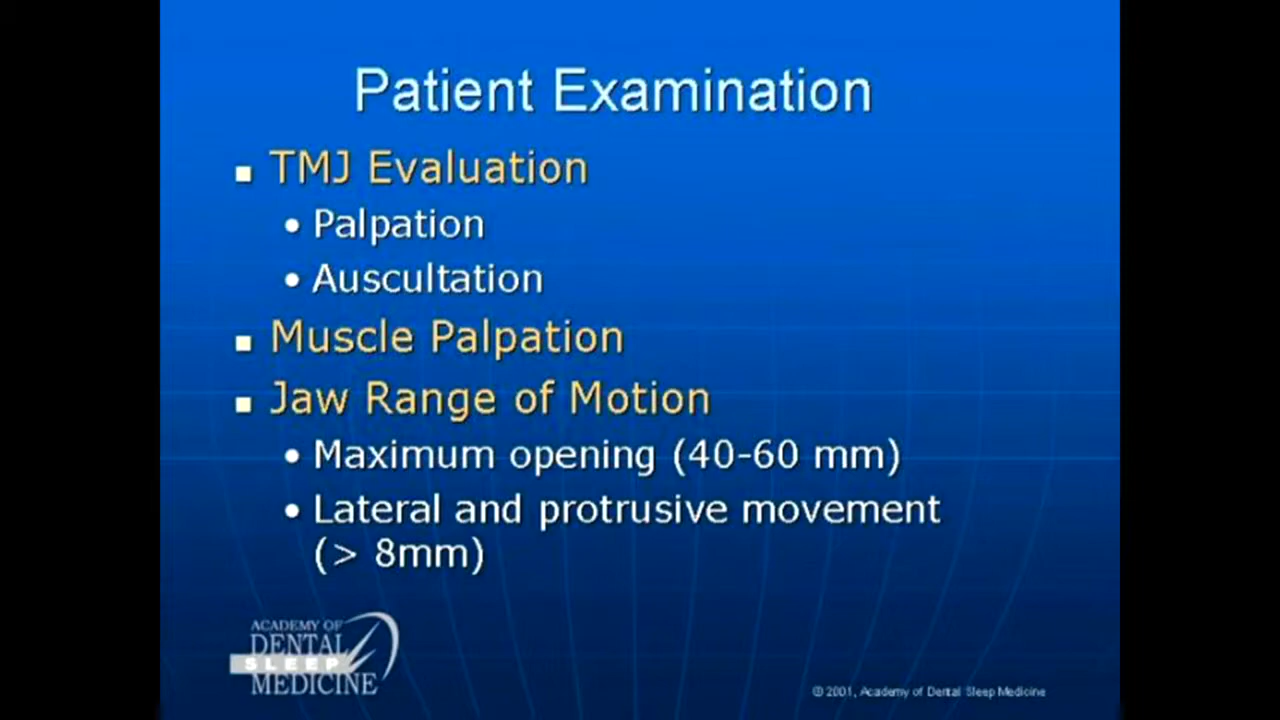 Patient Examination
▪ TMJ Evaluation
• Palpation
• Auscultation
▪ Muscle Palpation
▪ Jaw Range of Motion
• Maximum opening (40-60 mm)
• Lateral and protrusive movement
(> 8mm)
ACADEMY OF
DENTAL
SLEEP
MEDICINE
© 2001, Academy of Dental Sleep Medicine